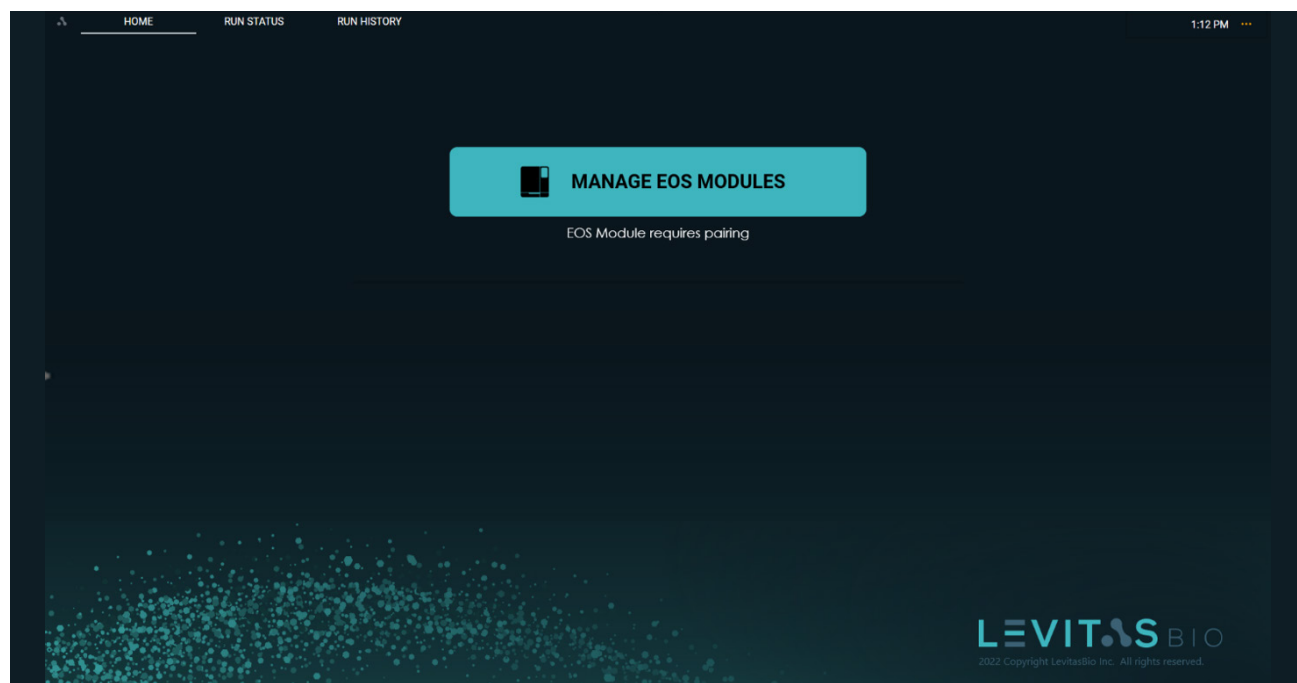 HOME RUN STATUS RUN HISTORY 1:12 PM ...
MANAGE EOS MODULES
EOS Module requires pairing
LEVITAS BIO
2022 Copyright LevitasBio Inc. All rights reserved.